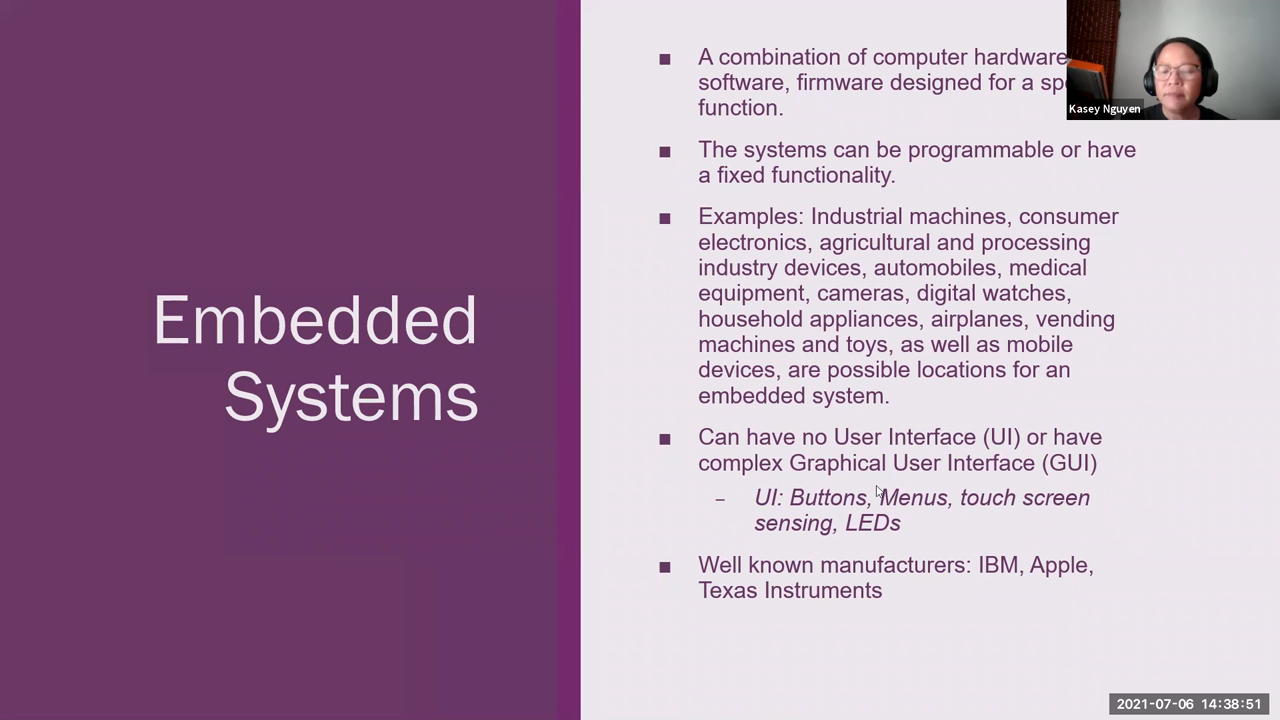 Embedded
Systems
■ A combination of computer hardware
software, firmware designed for a
function.
■ The systems can be programmable or have
a fixed functionality.
■ Examples: Industrial machines, consumer
electronics, agricultural and processing
industry devices, automobiles, medical
equipment, cameras, digital watches,
household appliances, airplanes, vending
machines and toys, as well as mobile
devices, are possible locations for an
embedded system.
■ Can have no User Interface (UI) or have
complex Graphical User Interface (GUI)
– UI: Buttons, Menus, touch screen
sensing, LEDs
■ Well known manufacturers: IBM, Apple,
Texas Instruments
Kasey Nguyen
2021-07-06 14:38:51